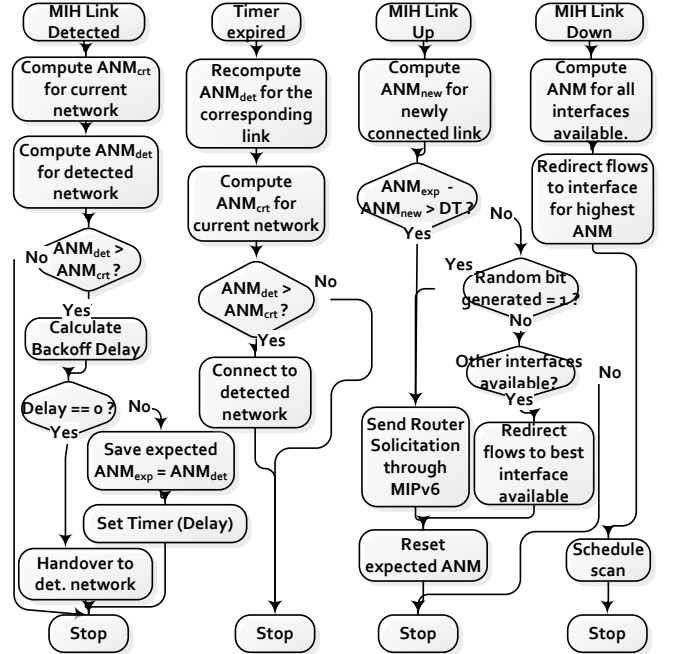 MIH Link
Detected
Compute ANMcrt
for current
network
Compute ANMdet
for detected
network
ANMdet >
ANMcrt ?
No
Yes
Calculate
Backoff Delay
Delay == 0 ?
No
Yes
Save expected
ANMexp = ANMdet
Set Timer (Delay)
Handover to
det. network
Stop
Timer
expired
Recompute
ANMdet for the
corresponding
link
Compute
ANMcrt for
current network
ANMdet >
ANMcrt ?
No
Yes
Connect to
detected
network
Stop
MIH Link
Up
Compute
ANMnew for
newly
connected link
ANMexp -
ANMnew > DT ?
No
Yes
Yes
Random bit
generated = 1 ?
No
Other interfaces
available?
No
Yes
Send Router
Solicitation
through
MIPv6
Redirect
flows to best
interface
available
Reset
expected ANM
Stop
MIH Link
Down
Compute
ANM for all
interfaces
available.
Redirect flows
to interface
for highest
ANM
Schedule
scan
Stop